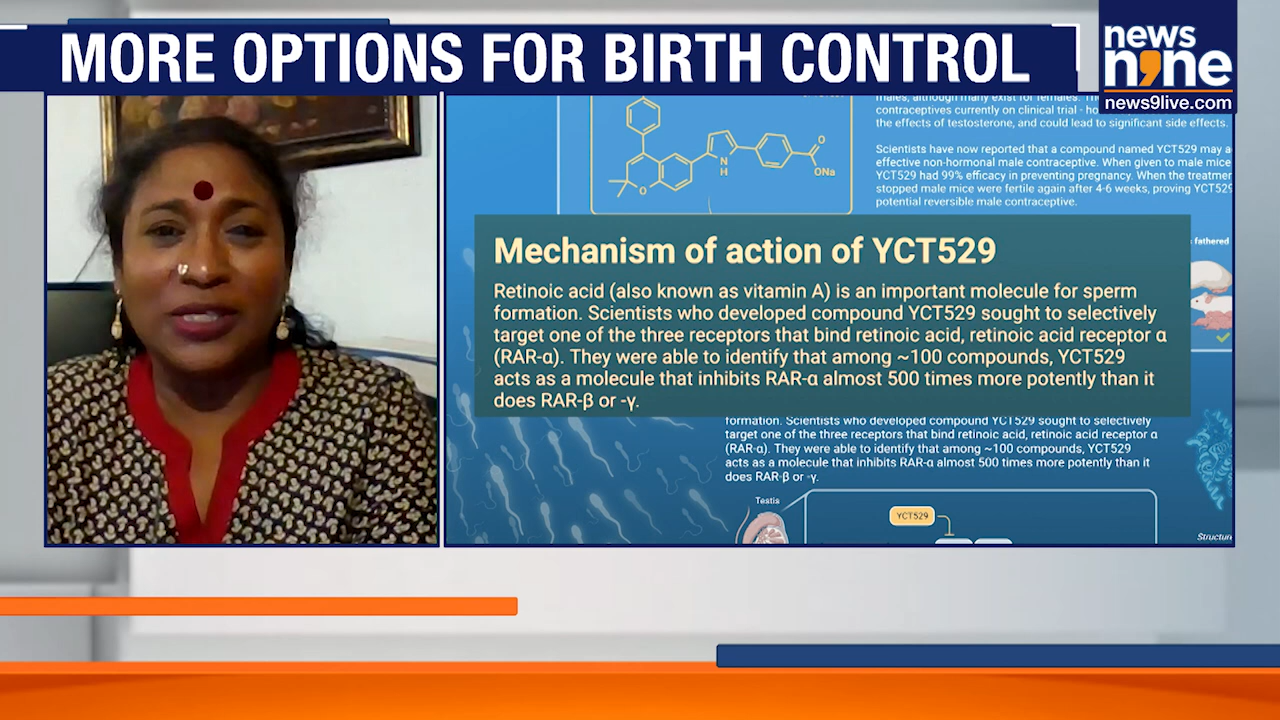 MORE OPTIONS FOR BIRTH CONTROL
news
n9ne
news9live.com
males, although many exist for females.
contraceptives currently on clinical trial -
the effects of testosterone, and could lead to significant side effects.
Scientists have now reported that a compound named YCT529 may
effective non-hormonal male contraceptive. When given to male mice
YCT529 had 99% efficacy in preventing pregnancy. When the
stopped male mice were fertile again after 4-6 weeks, proving YCT529
potential reversible male contraceptive.
N
H
O
O
ONa
fathered
Mechanism of action of YCT529
Retinoic acid (also known as vitamin A) is an important molecule for sperm
formation. Scientists who developed compound YCT529 sought to selectively
target one of the three receptors that bind retinoic acid, retinoic acid receptor α
(RAR-α). They were able to identify that among ~100 compounds, YCT529
acts as a molecule that inhibits RAR-α almost 500 times more potently than it
does RAR-β or -γ.
formation. Scientists who developed compound YCT529 sought to selectively
target one of the three receptors that bind retinoic acid, retinoic acid receptor α
(RAR-α). They were able to identify that among ~100 compounds, YCT529
acts as a molecule that inhibits RAR-α almost 500 times more potently than it
does RAR-β or -γ.
Testis
YCT529